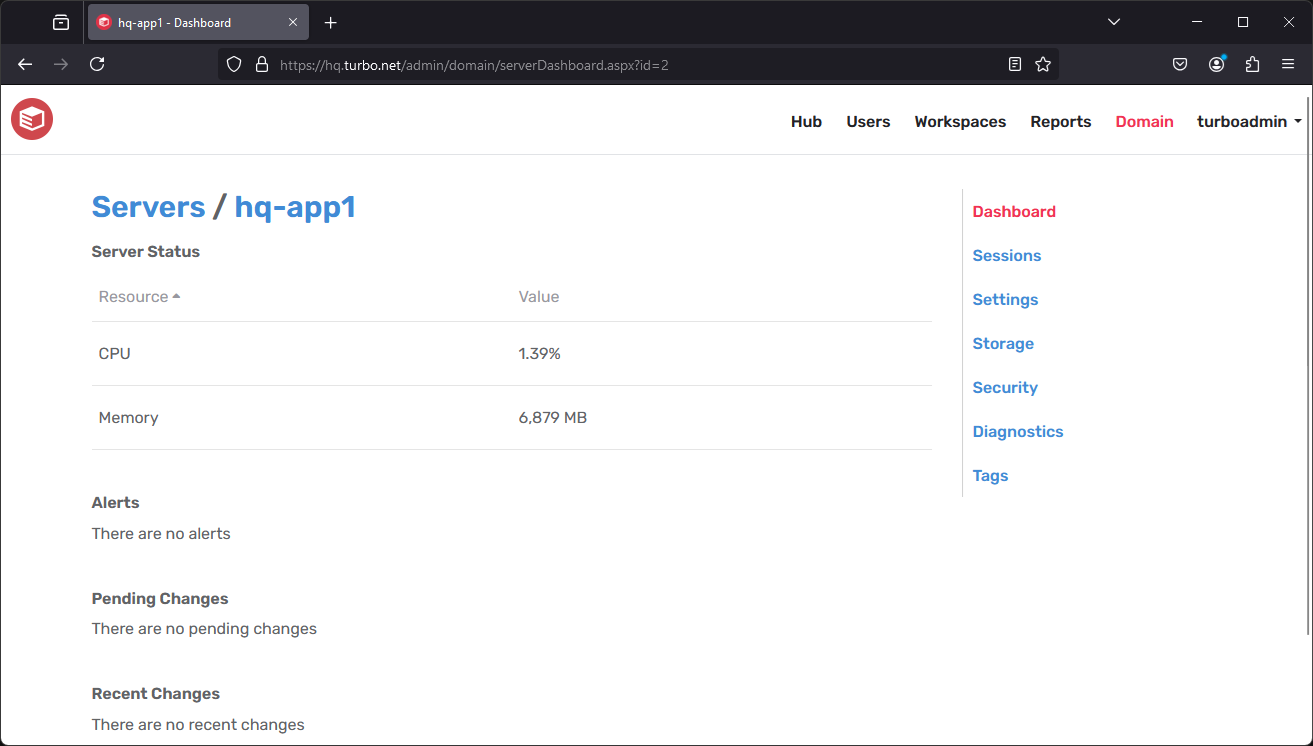 hq-app1 - Dashboard
https://hq.turbo.net/admin/domain/serverDashboard.aspx?id=2
Hub Users Workspaces Reports Domain turboadmin
Servers / hq-app1
Server Status
Resource Value
CPU 1.39%
Memory 6,879 MB
Alerts
There are no alerts
Pending Changes
There are no pending changes
Recent Changes
There are no recent changes
Dashboard
Sessions
Settings
Storage
Security
Diagnostics
Tags